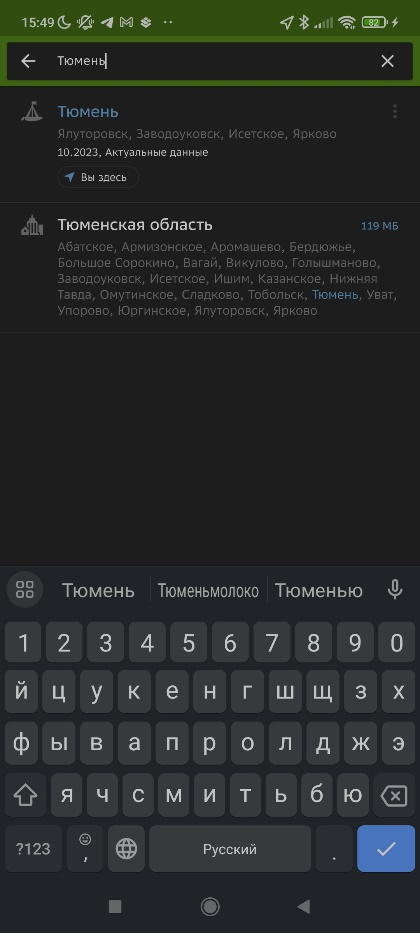 15:49
82
Тюмень
Тюмень
Ялуторовск, Заводоуковск, Исетское, Ярково
10.2023, Актуальные данные
Вы здесь
Тюменская область 119 МБ
Абатское, Армизонское, Аромашево, Бердюжье,
Большое Сорокино, Вагай, Викулово, Голышманово,
Заводоуковск, Исетское, Ишим, Казанское, Нижняя
Тавда, Омутинское, Сладково, Тобольск, Тюмень, Уват,
Упорово, Юргинское, Ялуторовск, Ярково
Тюмень Тюменьмолоко Тюменью
1 2 3 4 5 6 7 8 9 0
й ц у к е н г ш щ з х
ф ы в а п р о л д ж э
я ч с м и т ь б ю
?123 , Русский .